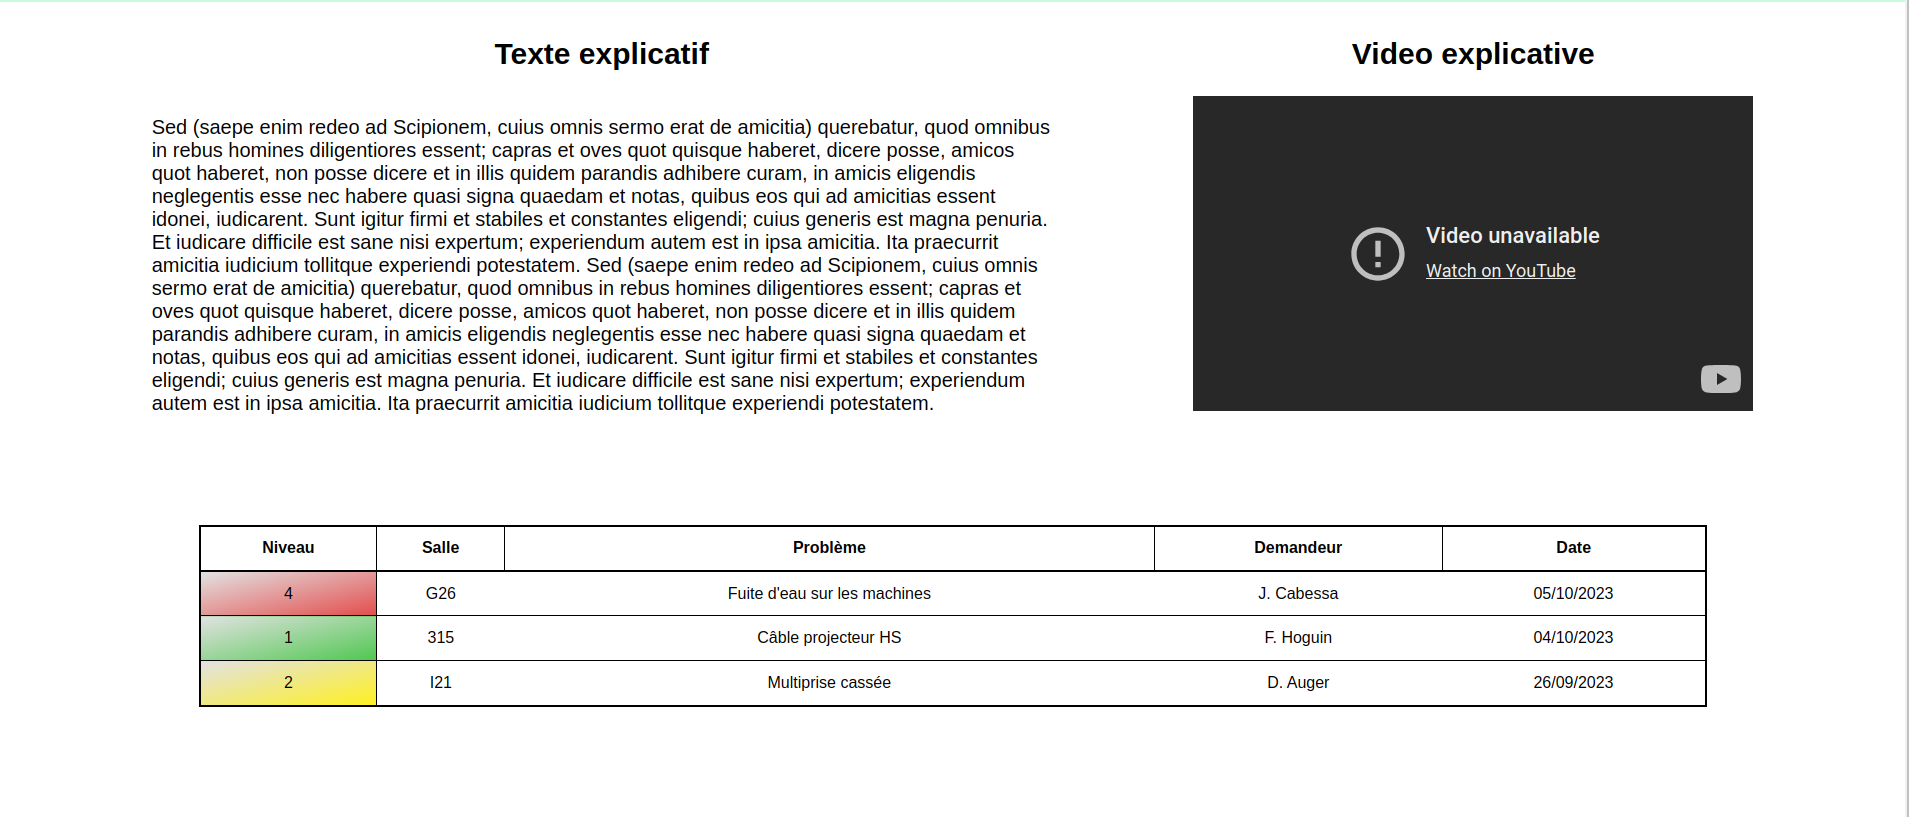 Texte explicatif
Sed (saepe enim redeo ad Scipionem, cuius omnis sermo erat de amicitia) querebatur, quod omnibus
in rebus homines diligentiores essent; capras et oves quot quisque haberet, dicere posse, amicos
quot haberet, non posse dicere et in illis quidem parandis adhibere curam, in amicis eligendis
neglegentis esse nec habere quasi signa quaedam et notas, quibus eos qui ad amicitias essent
idonei, iudicarent. Sunt igitur firmi et stabiles et constantes eligendi; cuius generis est magna penuria.
Et iudicare difficile est sane nisi expertum; experiendum autem est in ipsa amicitia. Ita praecurrit
amicitia iudicium tollitque experiendi potestatem. Sed (saepe enim redeo ad Scipionem, cuius omnis
sermo erat de amicitia) querebatur, quod omnibus in rebus homines diligentiores essent; capras et
oves quot quisque haberet, dicere posse, amicos quot haberet, non posse dicere et in illis quidem
parandis adhibere curam, in amicis eligendis neglegentis esse nec habere quasi signa quaedam et
notas, quibus eos qui ad amicitias essent idonei, iudicarent. Sunt igitur firmi et stabiles et constantes
eligendi; cuius generis est magna penuria. Et iudicare difficile est sane nisi expertum; experiendum
autem est in ipsa amicitia. Ita praecurrit amicitia iudicium tollitque experiendi potestatem.
Video explicative
Video unavailable
Watch on YouTube
Niveau Salle Problème Demandeur Date
4 G26 Fuite d'eau sur les machines J. Cabessa 05/10/2023
1 315 Câble projecteur HS F. Hoguin 04/10/2023
2 I21 Multiprise cassée D. Auger 26/09/2023